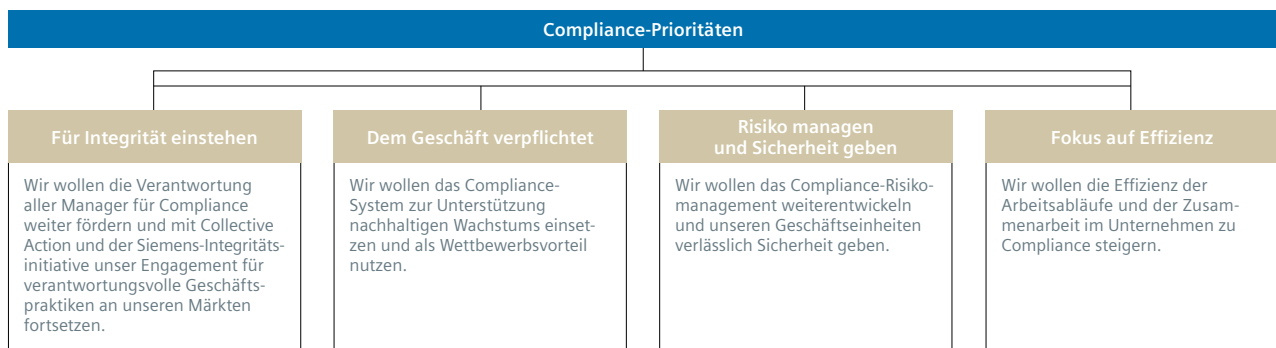 Compliance-Prioritäten
Für Integrität einstehen
Wir wollen die Verantwortung
aller Manager für Compliance
weiter fördern und mit Collective
Action und der Siemens-Integritäts-
initiative unser Engagement für
verantwortungsvolle Geschäfts-
praktiken an unseren Märkten
fortsetzen.
Dem Geschäft verpflichtet
Wir wollen das Compliance-
System zur Unterstützung
nachhaltigen Wachstums einset-
zen und als Wettbewerbsvorteil
nutzen.
Risiko managen
und Sicherheit geben
Wir wollen das Compliance-Risiko-
management weiterentwickeln
und unseren Geschäftseinheiten
verlässlich Sicherheit geben.
Fokus auf Effizienz
Wir wollen die Effizienz der
Arbeitsabläufe und der Zusam-
menarbeit im Unternehmen zu
Compliance steigern.